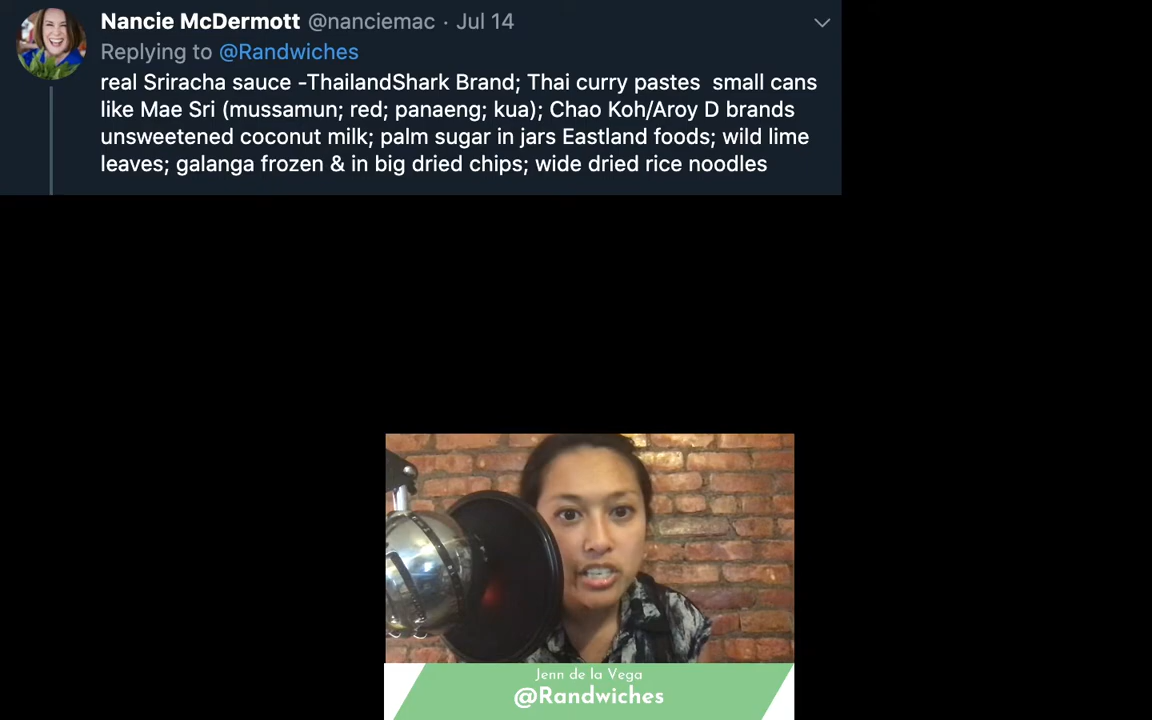 Nancie McDermott @nanciemac · Jul 14
Replying to @Randwiches
real Sriracha sauce -ThailandShark Brand; Thai curry pastes  small cans
like Mae Sri (mussamun; red; panaeng; kua); Chao Koh/Aroy D brands
unsweetened coconut milk; palm sugar in jars Eastland foods; wild lime
leaves; galanga frozen & in big dried chips; wide dried rice noodles
Jenn de la Vega
@Randwiches